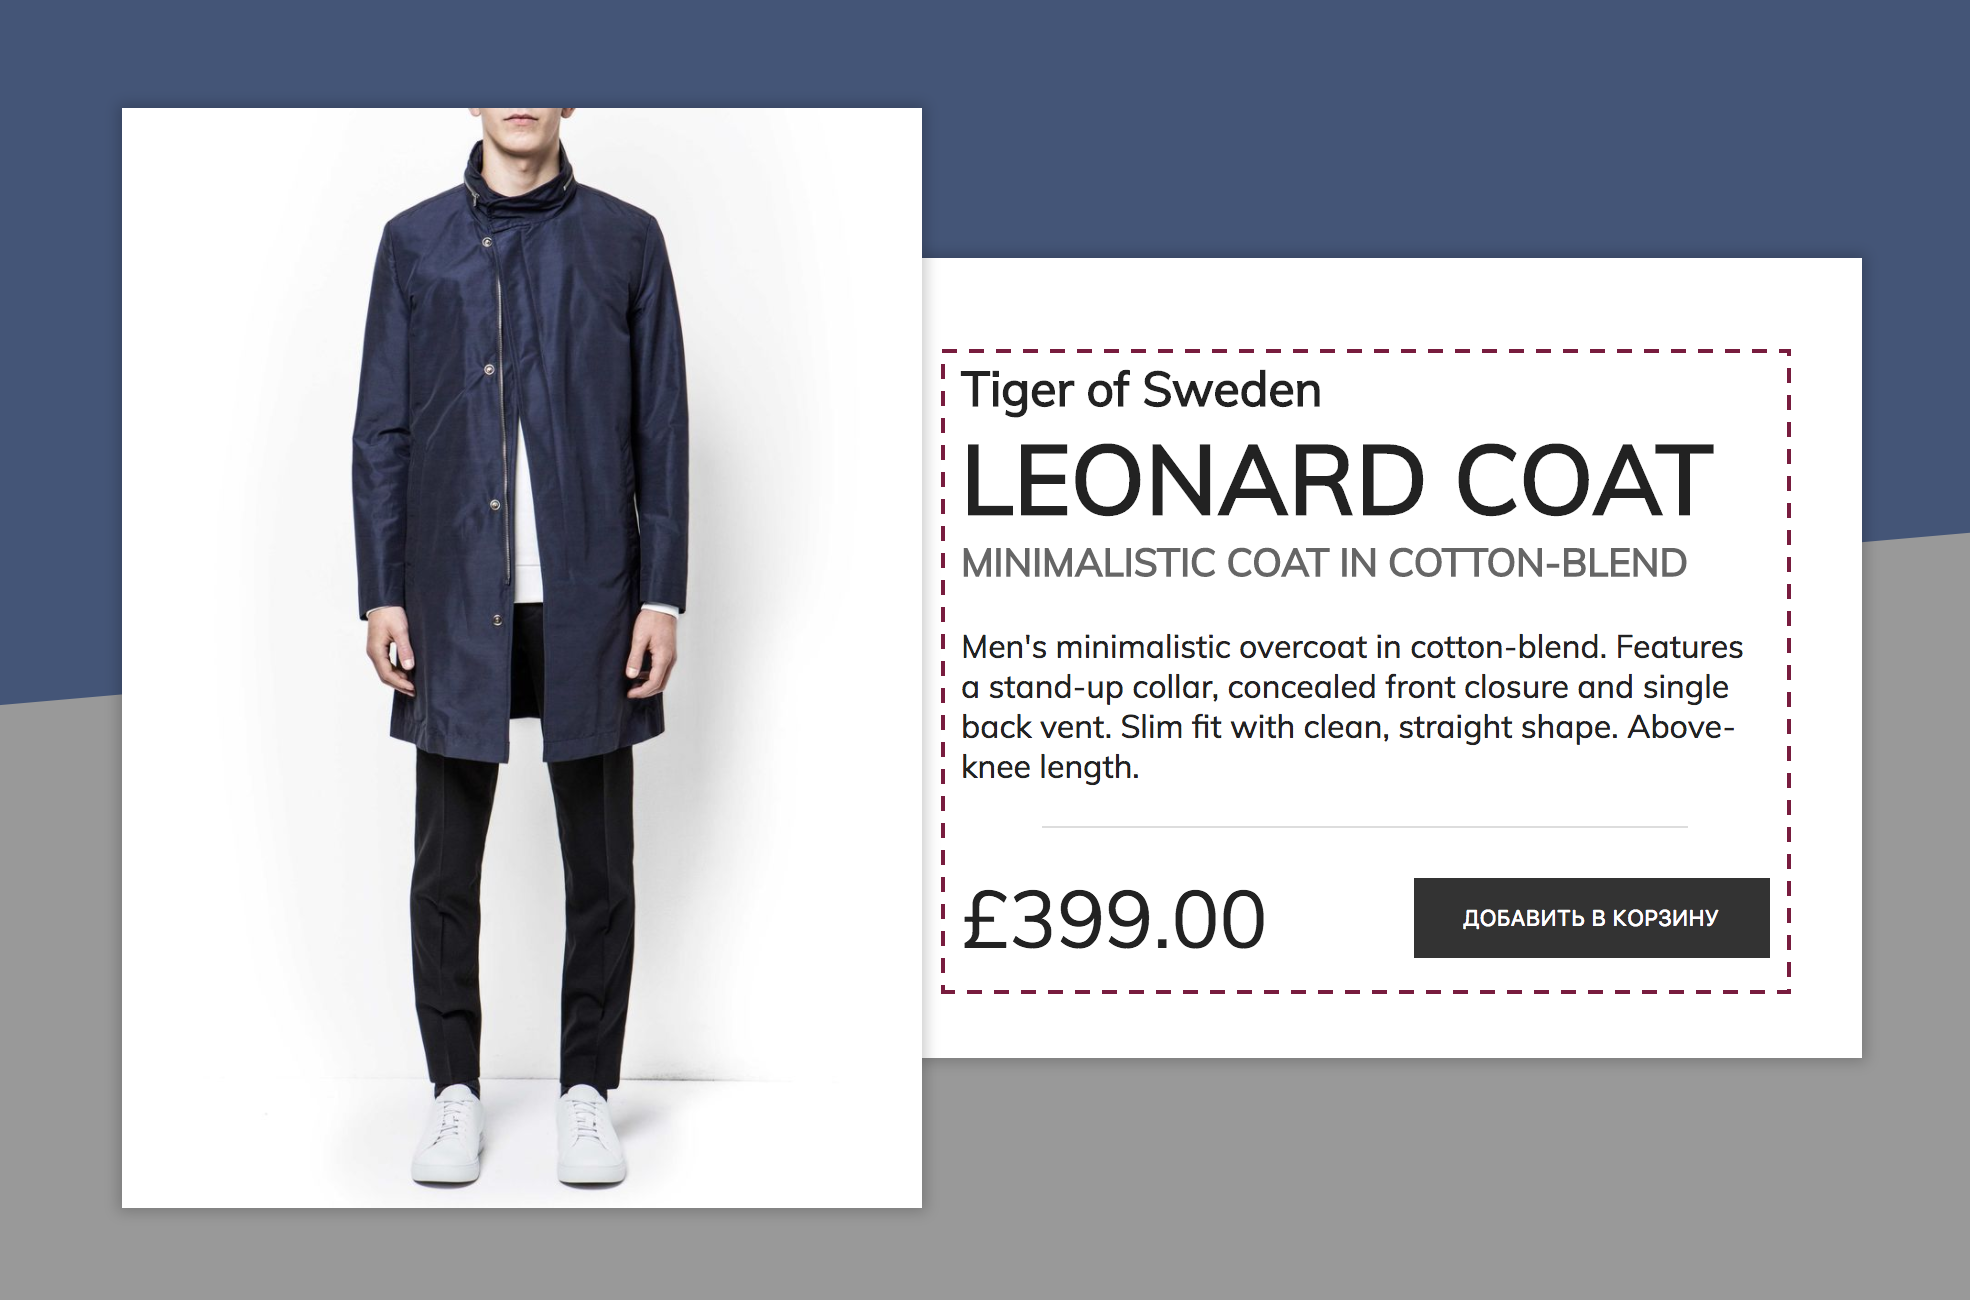 Tiger of Sweden
LEONARD COAT
MINIMALISTIC COAT IN COTTON-BLEND
Men's minimalistic overcoat in cotton-blend. Features
a stand-up collar, concealed front closure and single
back vent. Slim fit with clean, straight shape. Above-
knee length.
£399.00
ДОБАВИТЬ В КОРЗИНУ